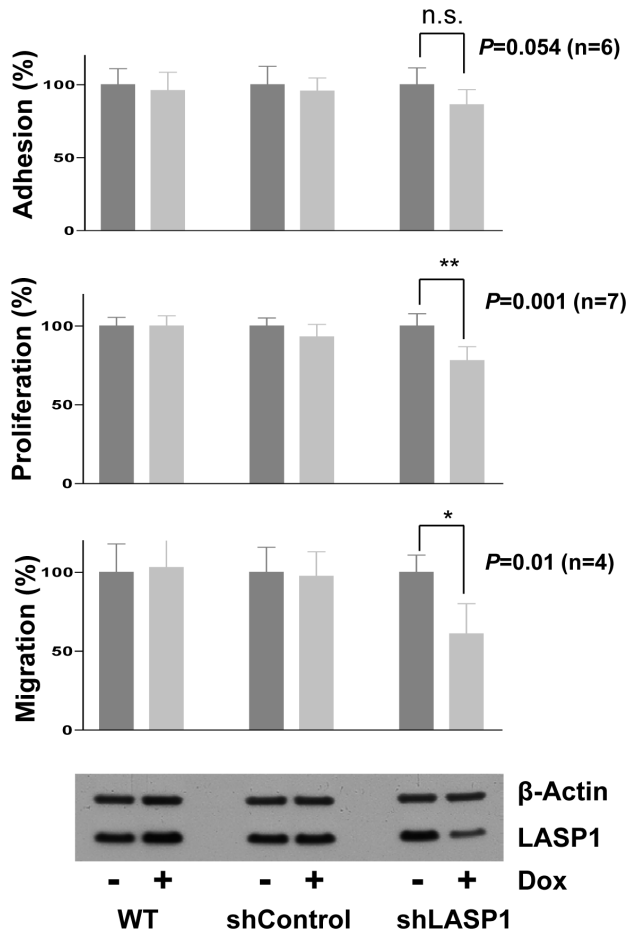 n.s.
P=0.054 (n=6)
Adhesion (%)
100
50
0
**
P=0.001 (n=7)
Proliferation (%)
100
50
0
*
P=0.01 (n=4)
Migration (%)
100
50
0
β-Actin
LASP1
- + - + - + Dox
WT shControl shLASP1